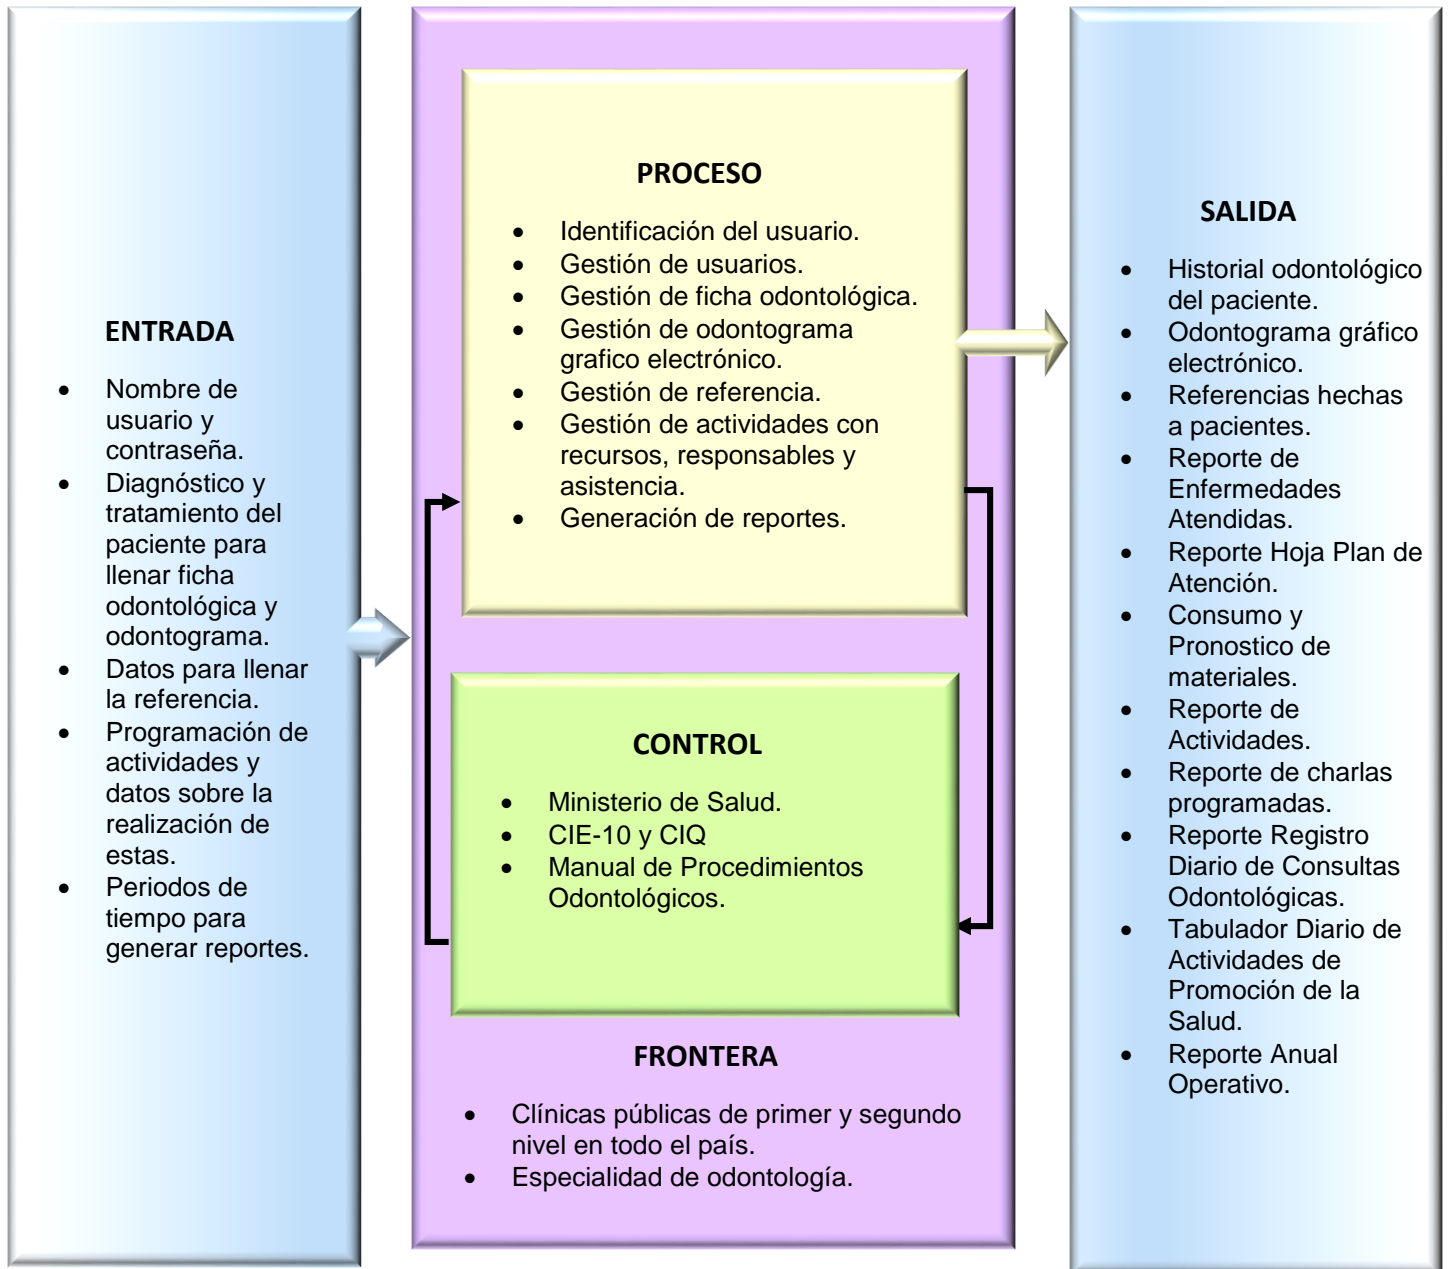 ENTRADA
• Nombre de
usuario y
contraseña.
• Diagnóstico y
tratamiento del
paciente para
llenar ficha
odontológica y
odontograma.
• Datos para llenar
la referencia.
• Programación de
actividades y
datos sobre la
realización de
estas.
• Periodos de
tiempo para
generar reportes.
PROCESO
• Identificación del usuario.
• Gestión de usuarios.
• Gestión de ficha odontológica.
• Gestión de odontograma
grafico electrónico.
• Gestión de referencia.
• Gestión de actividades con
recursos, responsables y
asistencia.
• Generación de reportes.
CONTROL
• Ministerio de Salud.
• CIE-10 y CIQ
• Manual de Procedimientos
Odontológicos.
FRONTERA
• Clínicas públicas de primer y segundo
nivel en todo el país.
• Especialidad de odontología.
SALIDA
• Historial odontológico
del paciente.
• Odontograma gráfico
electrónico.
• Referencias hechas
a pacientes.
• Reporte de
Enfermedades
Atendidas.
• Reporte Hoja Plan de
Atención.
• Consumo y
Pronostico de
materiales.
• Reporte de
Actividades.
• Reporte de charlas
programadas.
• Reporte Registro
Diario de Consultas
Odontológicas.
• Tabulador Diario de
Actividades de
Promoción de la
Salud.
• Reporte Anual
Operativo.